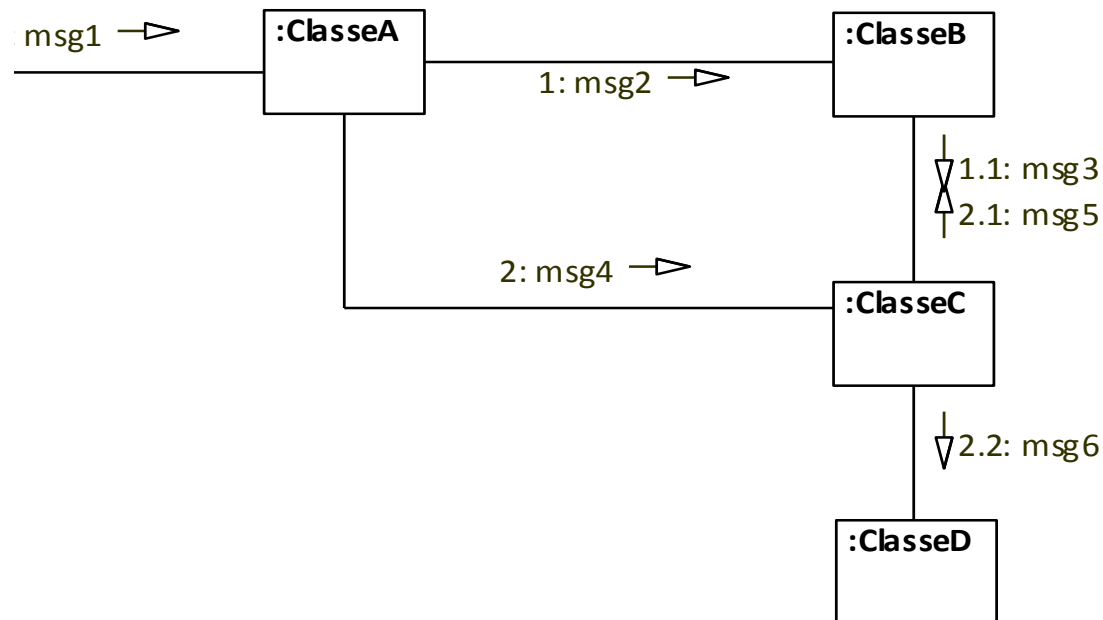 msg1
:ClasseA
:ClasseB
1: msg2
1.1: msg3
2.1: msg5
2: msg4
:ClasseC
2.2: msg6
:ClasseD